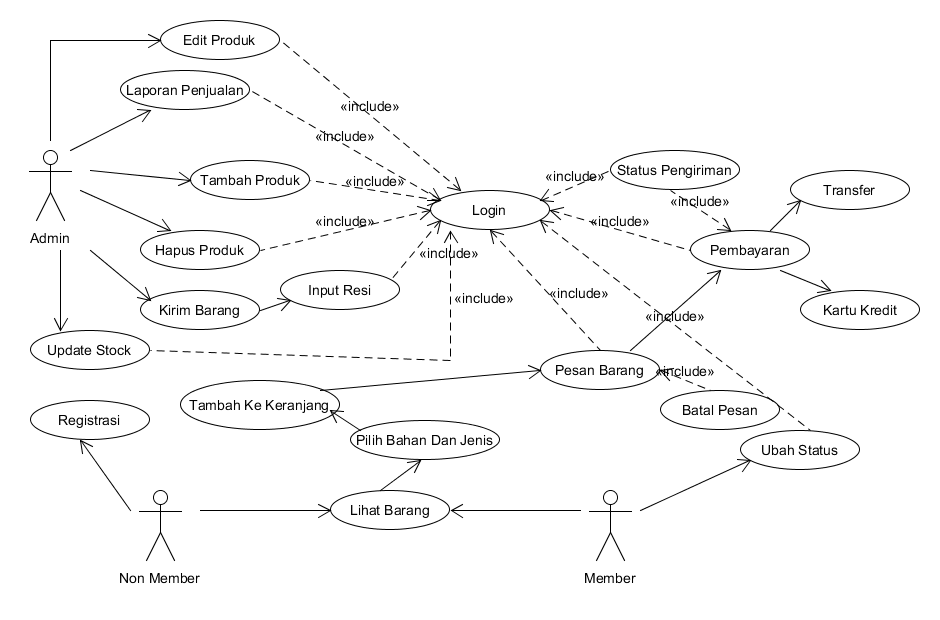 Edit Produk
Laporan Penjualan
«include»
«include»
Status Pengiriman
«include»
Tambah Produk
«include»
Transfer
«include»
Login
Admin
«include»
«include»
Hapus Produk
«include»
Pembayaran
Input Resi
«include»
«include»
Kirim Barang
Kartu Kredit
«include»
Update Stock
Pesan Barang
«include»
Tambah Ke Keranjang
Batal Pesan
Registrasi
Pilih Bahan Dan Jenis
Ubah Status
Lihat Barang
Non Member
Member